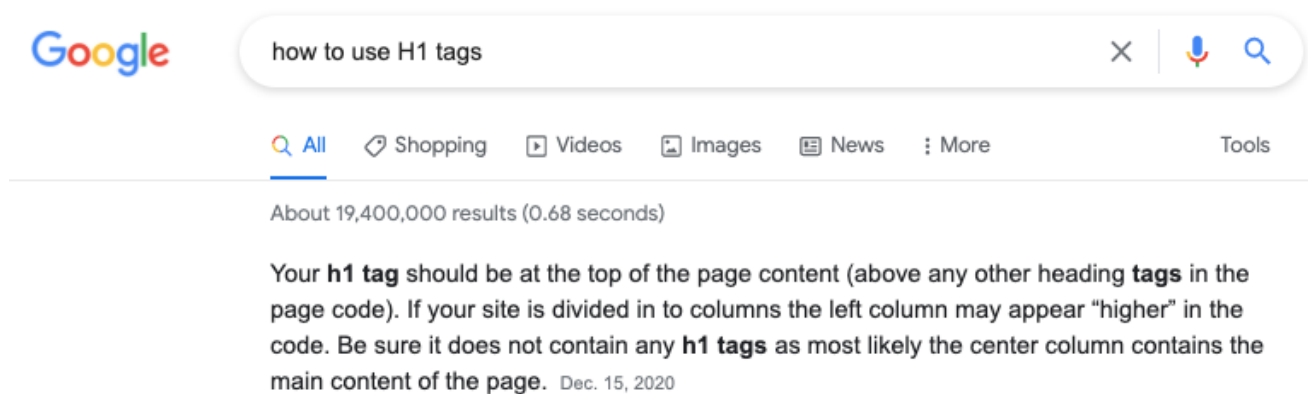 Google
how to use H1 tags
All Shopping Videos Images News More Tools
About 19,400,000 results (0.68 seconds)
Your h1 tag should be at the top of the page content (above any other heading tags in the
page code). If your site is divided in to columns the left column may appear “higher” in the
code. Be sure it does not contain any h1 tags as most likely the center column contains the
main content of the page. Dec. 15, 2020